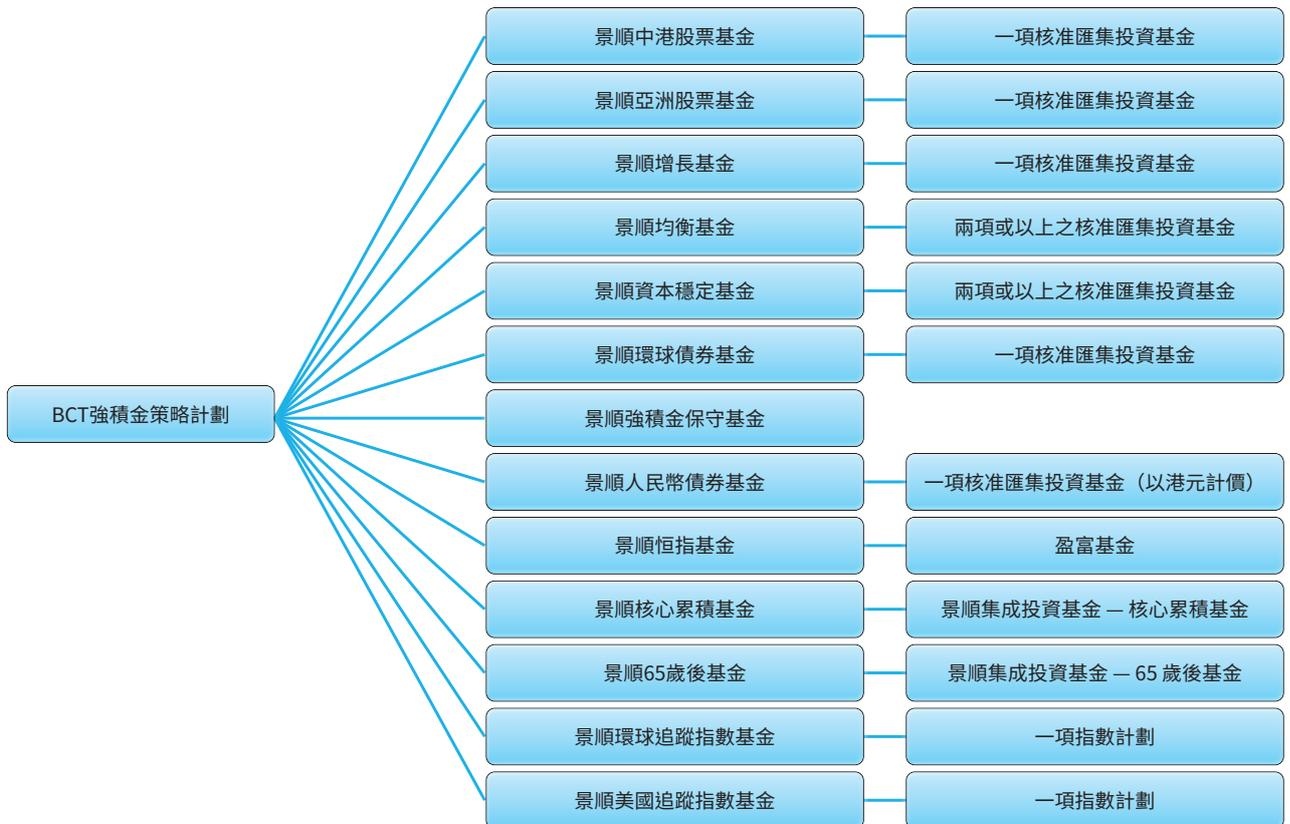 BCT強積金策略計劃
景順中港股票基金
一項核准匯集投資基金
景順亞洲股票基金
一項核准匯集投資基金
景順增長基金
一項核准匯集投資基金
景順均衡基金
兩項或以上之核准匯集投資基金
景順資本穩定基金
兩項或以上之核准匯集投資基金
景順環球債券基金
一項核准匯集投資基金
景順強積金保守基金
景順人民幣債券基金
一項核准匯集投資基金（以港元計價）
景順恒指基金
盈富基金
景順核心累積基金
景順集成投資基金 — 核心累積基金
景順65歲後基金
景順集成投資基金 — 65 歲後基金
景順環球追蹤指數基金
一項指數計劃
景順美國追蹤指數基金
一項指數計劃